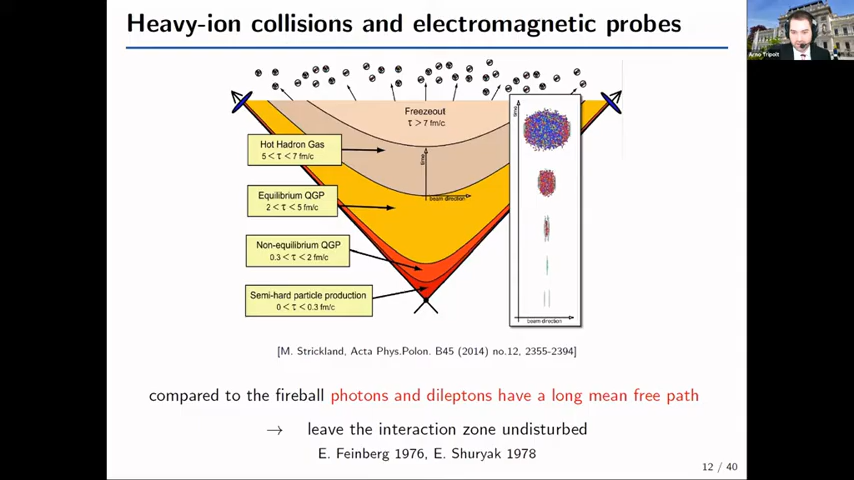 Heavy-ion collisions and electromagnetic probes
Arno Tripolt
Freezeout
τ > 7 fm/c
Hot Hadron Gas
5 < τ < 7 fm/c
time
beam direction
Equilibrium QGP
2 < τ < 5 fm/c
Non-equilibrium QGP
0.3 < τ < 2 fm/c
Semi-hard particle production
0 < τ < 0.3 fm/c
time
beam-direction
[M. Strickland, Acta Phys.Polon. B45 (2014) no.12, 2355-2394]
compared to the fireball photons and dileptons have a long mean free path
→ leave the interaction zone undisturbed
E. Feinberg 1976, E. Shuryak 1978
12 / 40